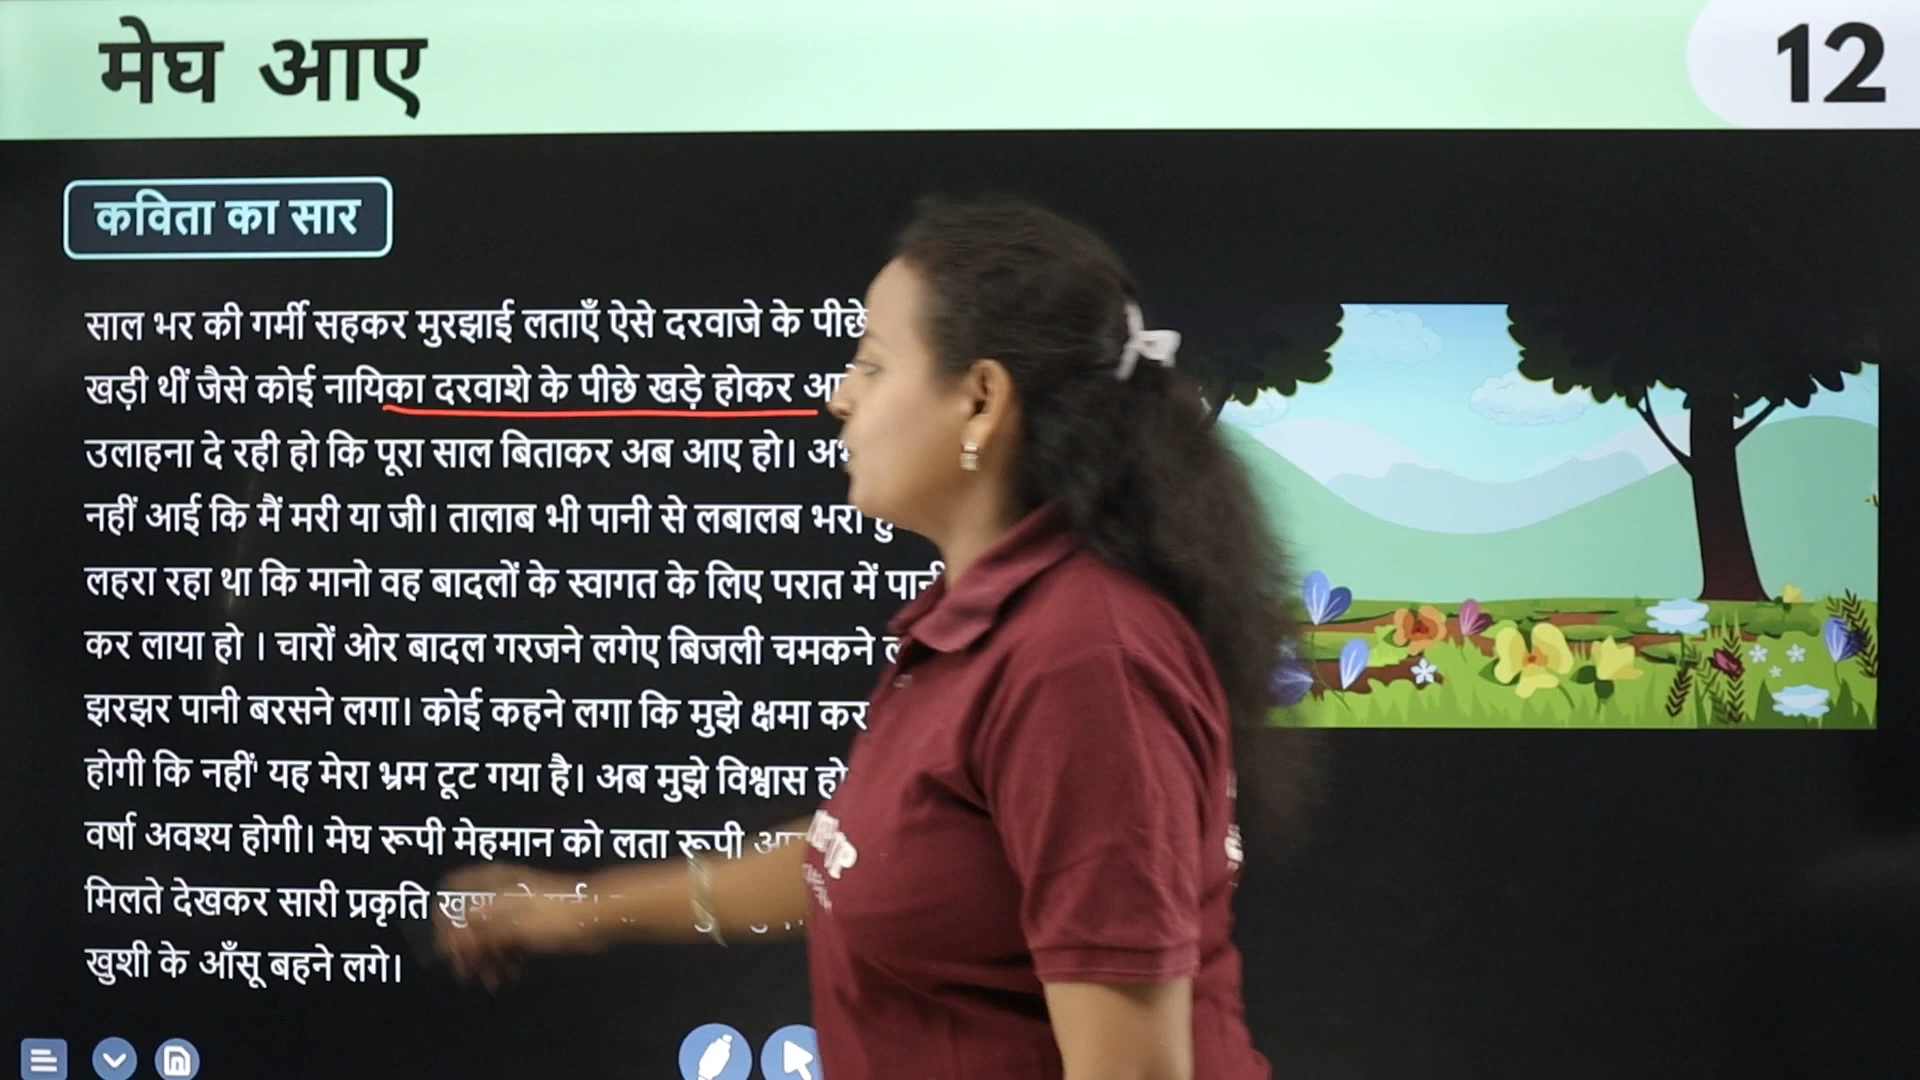 मेघ आए
12
कविता का सार
साल भर की गर्मी सहकर मुरझाई लताएँ ऐसे दरवाजे के पीछे
खड़ी थीं जैसे कोई नायिका दरवाशे के पीछे खड़े होकर
उलाहना दे रही हो कि पूरा साल बिताकर अब आए हो।
नहीं आई कि मैं मरी या जी। तालाब भी पानी से लबालब भरा
लहरा रहा था कि मानो वह बादलों के स्वागत के लिए परात में
कर लाया हो । चारों ओर बादल गरजने लगेए बिजली चमकने
झरझर पानी बरसने लगा। कोई कहने लगा कि मुझे क्षमा कर
होगी कि नहीं' यह मेरा भ्रम टूट गया है। अब मुझे विश्वास हो
वर्षा अवश्य होगी। मेघ रूपी मेहमान को लता रूपी
मिलते देखकर सारी प्रकृति खुश
खुशी के आँसू बहने लगे।